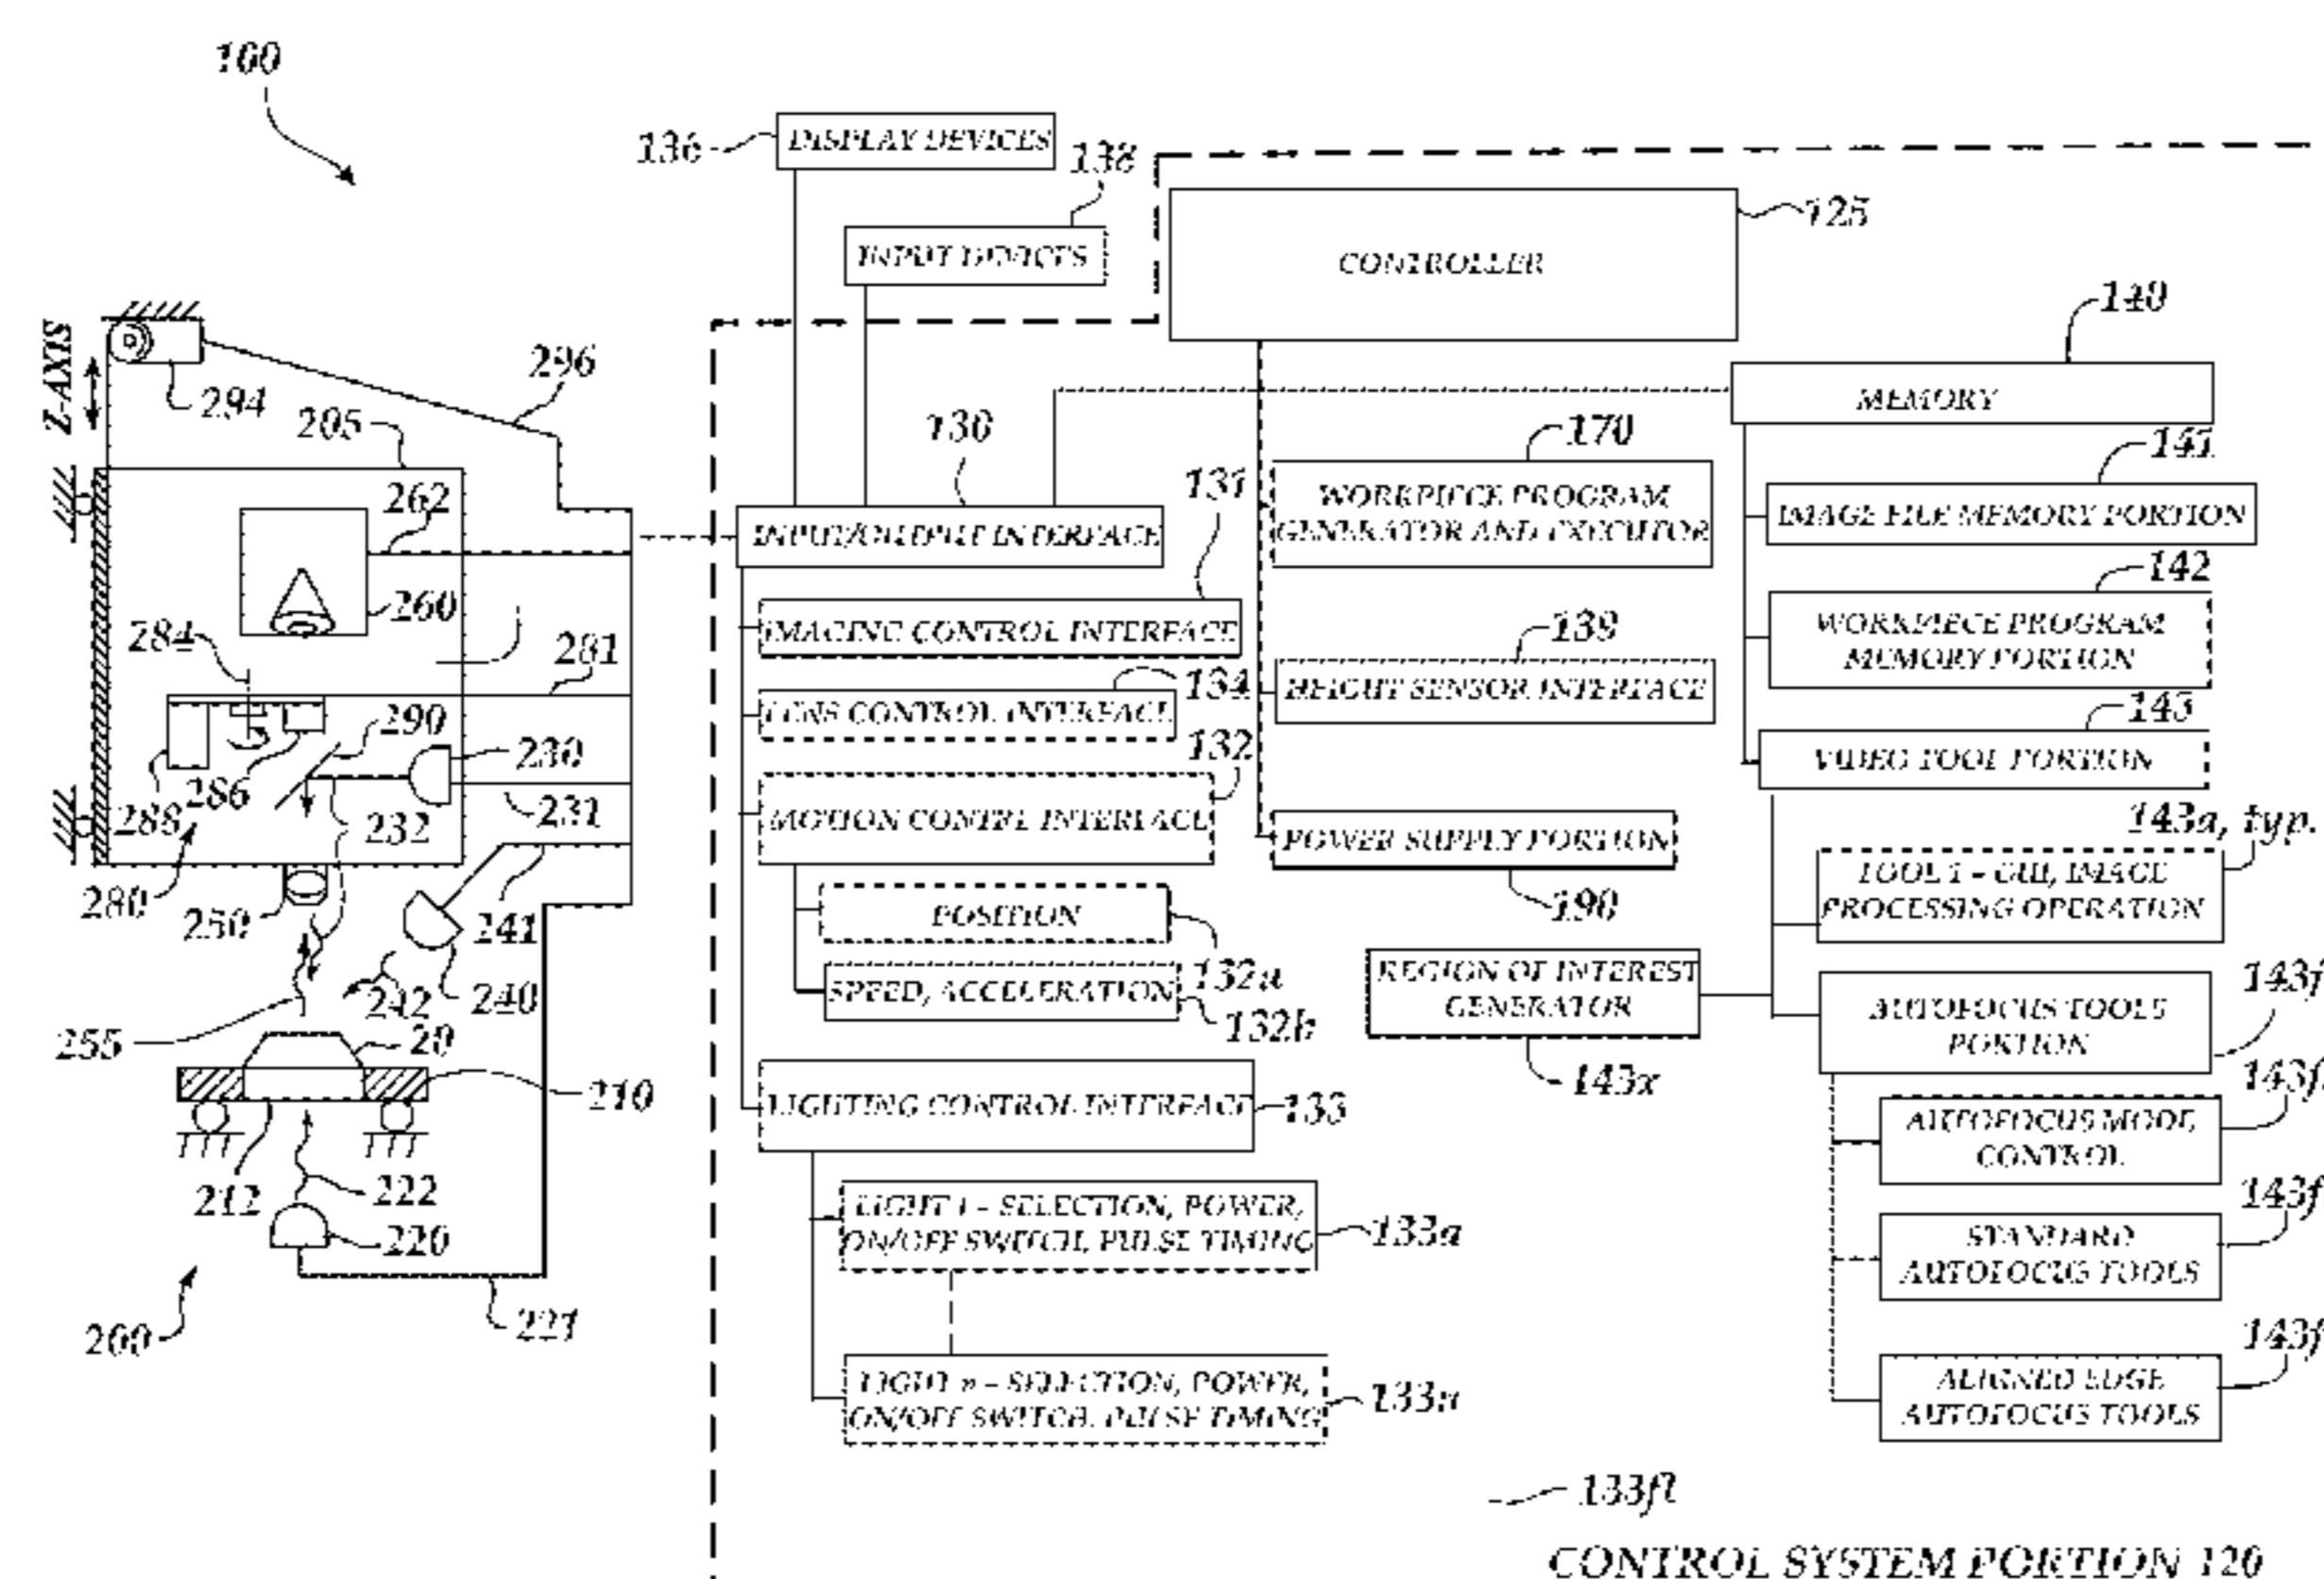 100
136
DISPLAY DEVICES
138
INPUT DEVICES
125
CONTROLLER
140
MEMORY
Z-AXIS
294
296
205
130
170
141
262
131
INPUT/OUTPUT INTERFACE
WORKPIECE PROGRAM
GENERATOR AND EXECUTOR
IMAGE FILE MEMORY PORTION
142
260
IMAGING CONTROL INTERFACE
139
WORKPIECE PROGRAM
MEMORY PORTION
284
281
134
LENS CONTROL INTERFACE
HEIGHT SENSOR INTERFACE
143
290
230
132
VIDEO TOOL PORTION
286
288
232
231
MOTION CONTRL INTERFACE
POWER SUPPLY PORTION
143a, typ.
280
250
241
190
TOOL 1 – GUI, IMAGE
PROCESSING OPERATION
POSITION
132a
242
240
SPEED, ACCELERATION
132b
REGION OF INTEREST
GENERATOR
143x
143f
AUTOFOCUS TOOLS
PORTION
255
20
210
LIGHTING CONTROL INTERFACE
133
143f
AUTOFOCUS MODE
CONTROL
212
222
220
LIGHT 1 – SELECTION, POWER,
ON/OFF SWITCH, PULSE TIMING
133a
143f
STANDARD
AUTOFOCUS TOOLS
200
221
LIGHT n – SELECTION, POWER,
ON/OFF SWITCH, PULSE TIMING
133n
143f
ALIGNED EDGE
AUTOFOCUS TOOLS
133fl
CONTROL SYSTEM PORTION 120